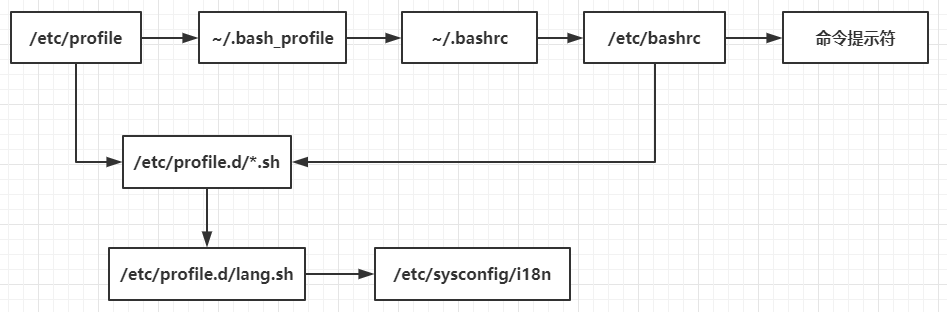 /etc/profile
~/.bash_profile
~/.bashrc
/etc/bashrc
命令提示符
/etc/profile.d/*.sh
/etc/profile.d/lang.sh
/etc/sysconfig/i18n